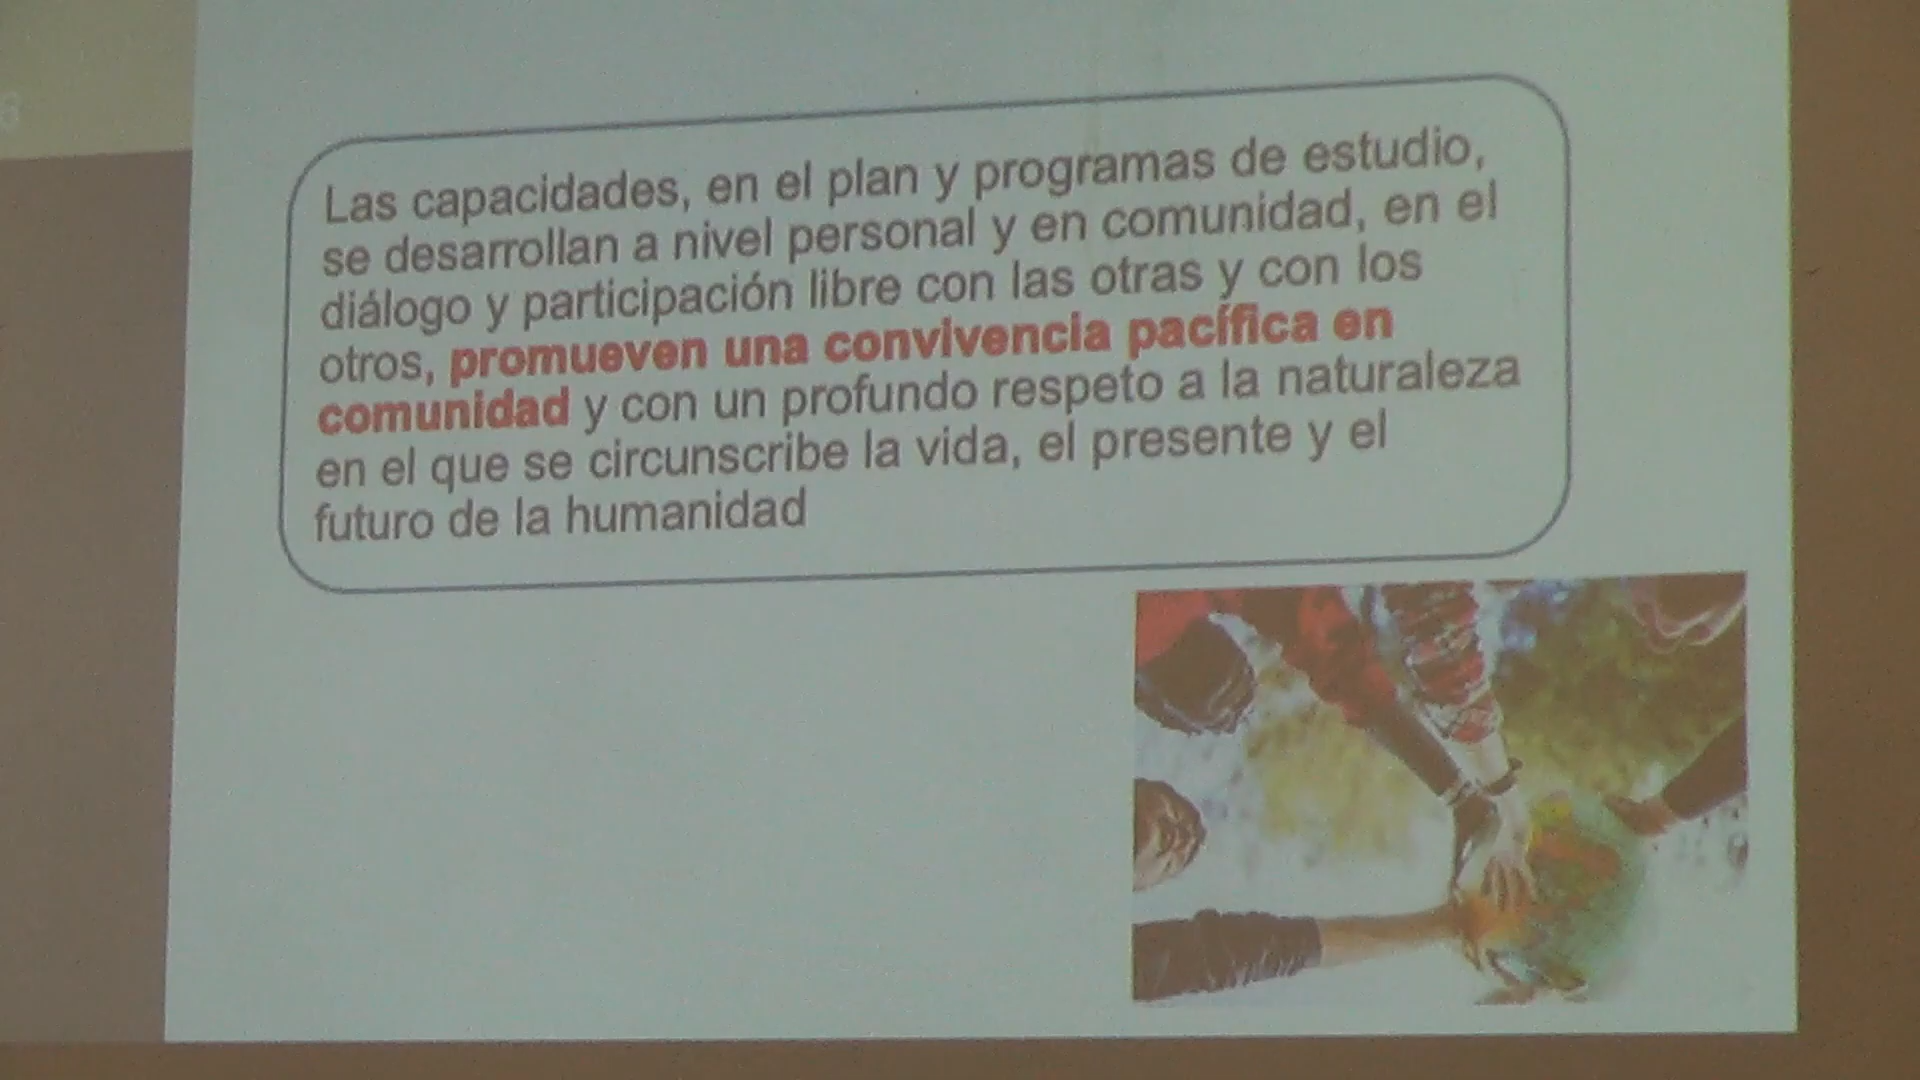 6
Las capacidades, en el plan y programas de estudio,
se desarrollan a nivel personal y en comunidad, en el
diálogo y participación libre con las otras y con los
otros, promueven una convivencia pacífica en
comunidad y con un profundo respeto a la naturaleza
en el que se circunscribe la vida, el presente y el
futuro de la humanidad